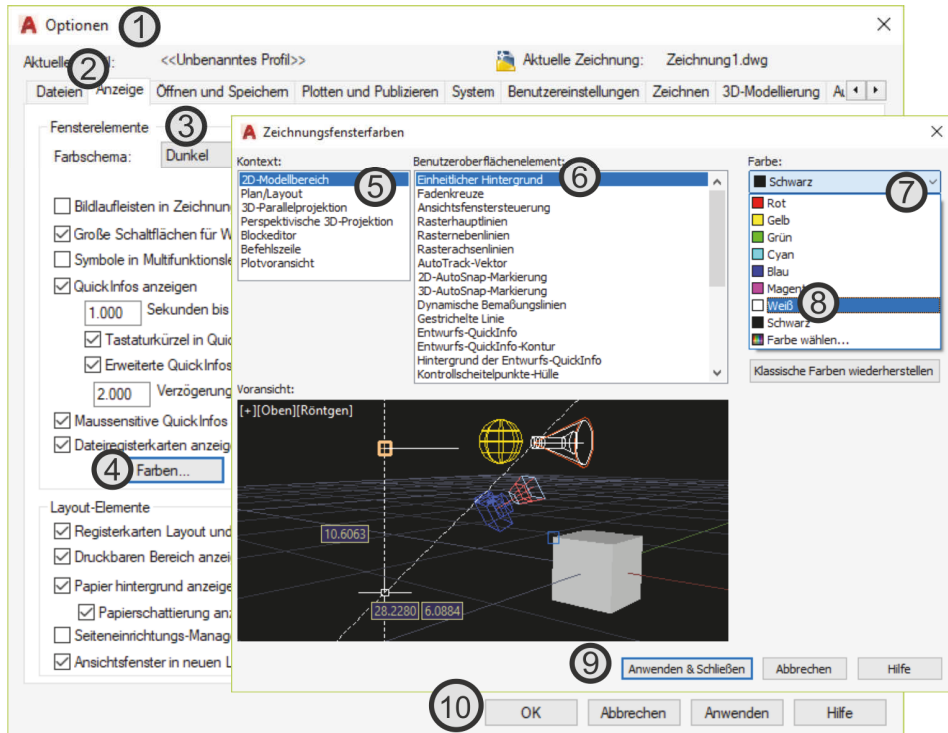 Optionen 1
Aktuelle 2 l: <<Unbenanntes Profil>> Aktuelle Zeichnung: Zeichnung1.dwg
Dateien Anzeige Öffnen und Speichern Plotten und Publizieren System Benutzereinstellungen Zeichnen 3D-Modellierung
Fensterelemente 3
Farbschema: Dunkel
Bildlaufleisten in Zeichnun
Große Schaltflächen für W
Symbole in Multifunktionsle
QuickInfos anzeigen
1.000 Sekunden bis
Tastaturkürzel in Quic
Erweiterte QuickInfos
2.000 Verzögerung
Maussensitive QuickInfos
Dateiregisterkarten anzeige
4 Farben...
Layout-Elemente
Registerkarten Layout und
Druckbaren Bereich anzei
Papier hintergrund anzeige
Papierschattierung anz
Seiteneinrichtungs-Manag
Ansichtsfenster in neuen L
Zeichnungsfensterfarben
Kontext:
2D-Modellbereich 5
Plan/Layout
3D-Parallelprojektion
Perspektivische 3D-Projektion
Blockeditor
Befehlszeile
Plotvoransicht
Benutzeroberflächenelement:
Einheitlicher Hintergrund 6
Fadenkreuze
Ansichtsfenstersteuerung
Rasterhauptlinien
Rasternebenlinien
Rasterachsenlinien
AutoTrack-Vektor
2D-AutoSnap-Markierung
3D-AutoSnap-Markierung
Dynamische Bemaßungslinien
Gestrichelte Linie
Entwurfs-QuickInfo
Entwurfs-QuickInfo-Kontur
Hintergrund der Entwurfs-QuickInfo
Kontrollscheitelpunkte-Hülle
Farbe:
Schwarz 7
Rot
Gelb
Grün
Cyan
Blau
Magent
Weiß 8
Schwarz
Farbe wählen...
Klassische Farben wiederherstellen
Voransicht:
[+][Oben][Röntgen]
10.6063
28.2280 6.0884
9 Anwenden & Schließen Abbrechen Hilfe
10 OK Abbrechen Anwenden Hilfe